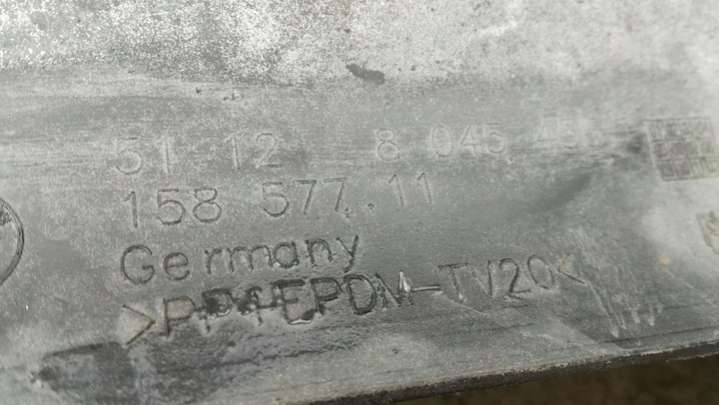 51 12 8 045
158 577.11
Germany
>PP+EPDM-TV20<